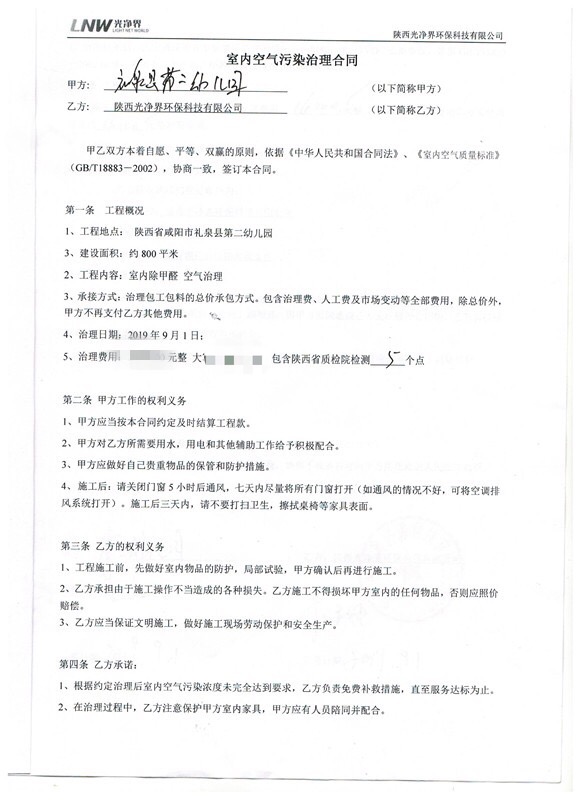 LNW 光净界
LIGHT NET WORLD
陕西光净界环保科技有限公司
室内空气污染治理合同
甲方: 礼泉县第二幼儿园 (以下简称甲方)
乙方: 陕西光净界环保科技有限公司 (以下简称乙方)
甲乙双方本着自愿、平等、双赢的原则,依据《中华人民共和国合同法》、《室内空气质量标准》
(GB/T18883-2002),协商一致,签订本合同。
第一条 工程概况
1、工程地点: 陕西省咸阳市礼泉县第二幼儿园
3、建设面积:约 800 平米
2、工程内容:室内除甲醛 空气治理
3、承接方式:治理包工包料的总价承包方式。包含治理费、人工费及市场变动等全部费用,除总价外,
甲方不再支付乙方其他费用。
4、治理日期:2019 年 9 月 1 日;
5、治理费用: 元整 大 包含陕西省质检院检测 5 个点
第二条 甲方工作的权利义务
1、甲方应当按本合同约定及时结算工程款。
2、甲方对乙方所需要用水,用电和其他辅助工作给予积极配合。
3、甲方应做好自己贵重物品的保管和防护措施。
4、施工后:请关闭门窗 5 小时后通风,七天内尽量将所有门窗打开(如通风的情况不好,可将空调排
风系统打开)。施工后三天内,请不要打扫卫生,擦拭桌椅等家具表面。
第三条 乙方的权利义务
1、工程施工前,先做好室内物品的防护,局部试验,甲方确认后再进行施工。
2、乙方承担由于施工操作不当造成的各种损失。乙方施工不得损坏甲方室内的任何物品,否则应照价
赔偿。
3、乙方应当保证文明施工,做好施工现场劳动保护和安全生产。
第四条 乙方承诺:
1、根据约定治理后室内空气污染浓度未完全达到要求,乙方负责免费补救措施,直至服务达标为止。
2、在治理过程中,乙方注意保护甲方室内家具,甲方应有人员陪同并配合。